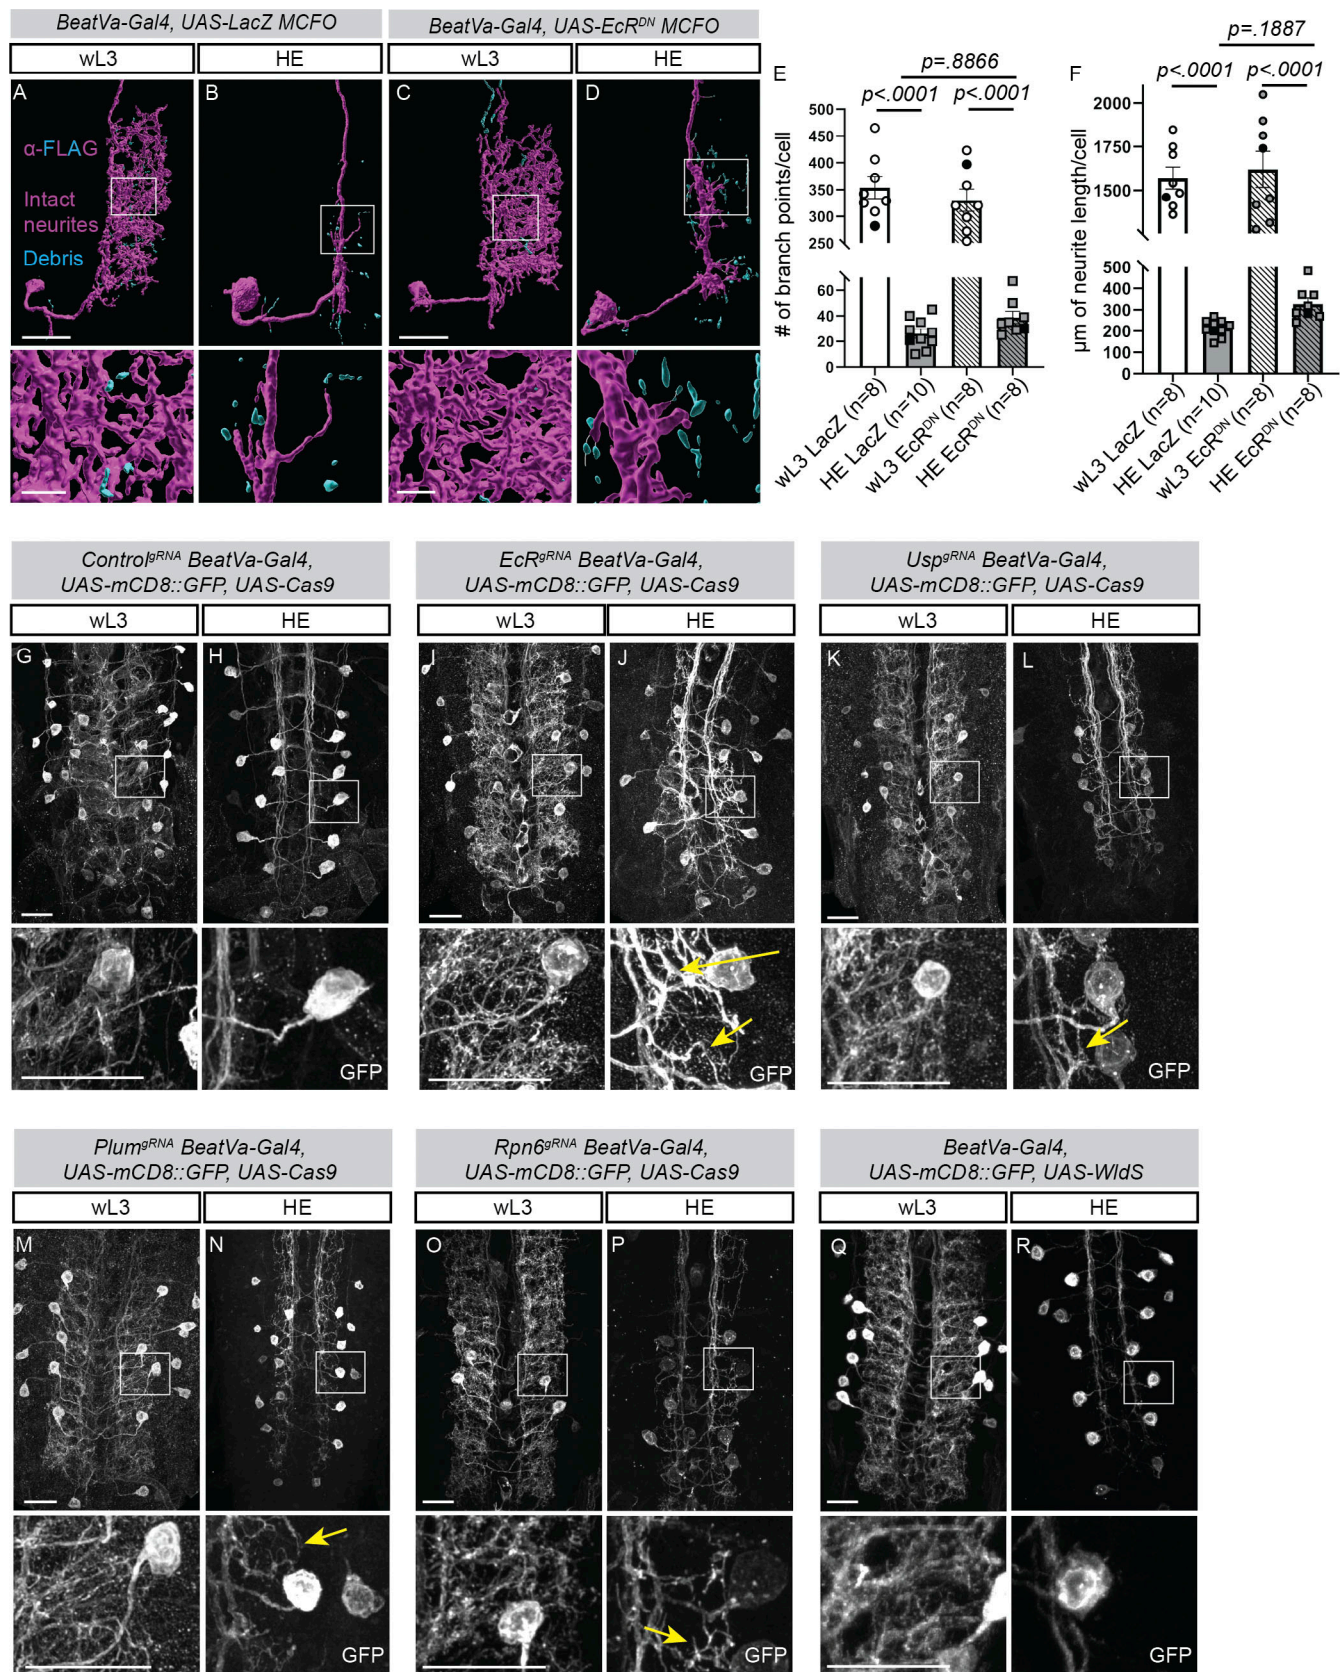 BeatVa-Gal4, UAS-LacZ MCFO
BeatVa-Gal4, UAS-EcR^DN MCFO
wL3
HE
wL3
HE
A
B
C
D
α-FLAG
Intact
neurites
Debris
E
p=.8866
p<.0001
p<.0001
# of branch points/cell
500
450
400
350
300
250
60
40
20
0
wL3 LacZ (n=8)
HE LacZ (n=10)
wL3 EcR^DN (n=8)
HE EcR^DN (n=8)
F
p=.1887
p<.0001
p<.0001
µm of neurite length/cell
2000
1750
1500
500
400
300
200
100
0
wL3 LacZ (n=8)
HE LacZ (n=10)
wL3 EcR^DN (n=8)
HE EcR^DN (n=8)
Control^gRNA BeatVa-Gal4,
UAS-mCD8::GFP, UAS-Cas9
EcR^gRNA BeatVa-Gal4,
UAS-mCD8::GFP, UAS-Cas9
Usp^gRNA BeatVa-Gal4,
UAS-mCD8::GFP, UAS-Cas9
wL3
HE
wL3
HE
wL3
HE
G
H
I
J
K
L
GFP
GFP
GFP
Plum^gRNA BeatVa-Gal4,
UAS-mCD8::GFP, UAS-Cas9
Rpn6^gRNA BeatVa-Gal4,
UAS-mCD8::GFP, UAS-Cas9
BeatVa-Gal4,
UAS-mCD8::GFP, UAS-WldS
wL3
HE
wL3
HE
wL3
HE
M
N
O
P
Q
R
GFP
GFP
GFP